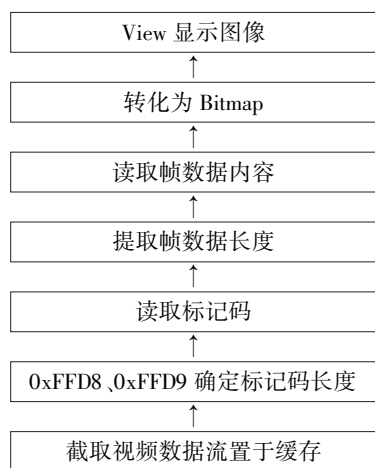 View 显示图像
转化为 Bitmap
读取帧数据内容
提取帧数据长度
读取标记码
0xFFD8、0xFFD9 确定标记码长度
截取视频数据流置于缓存